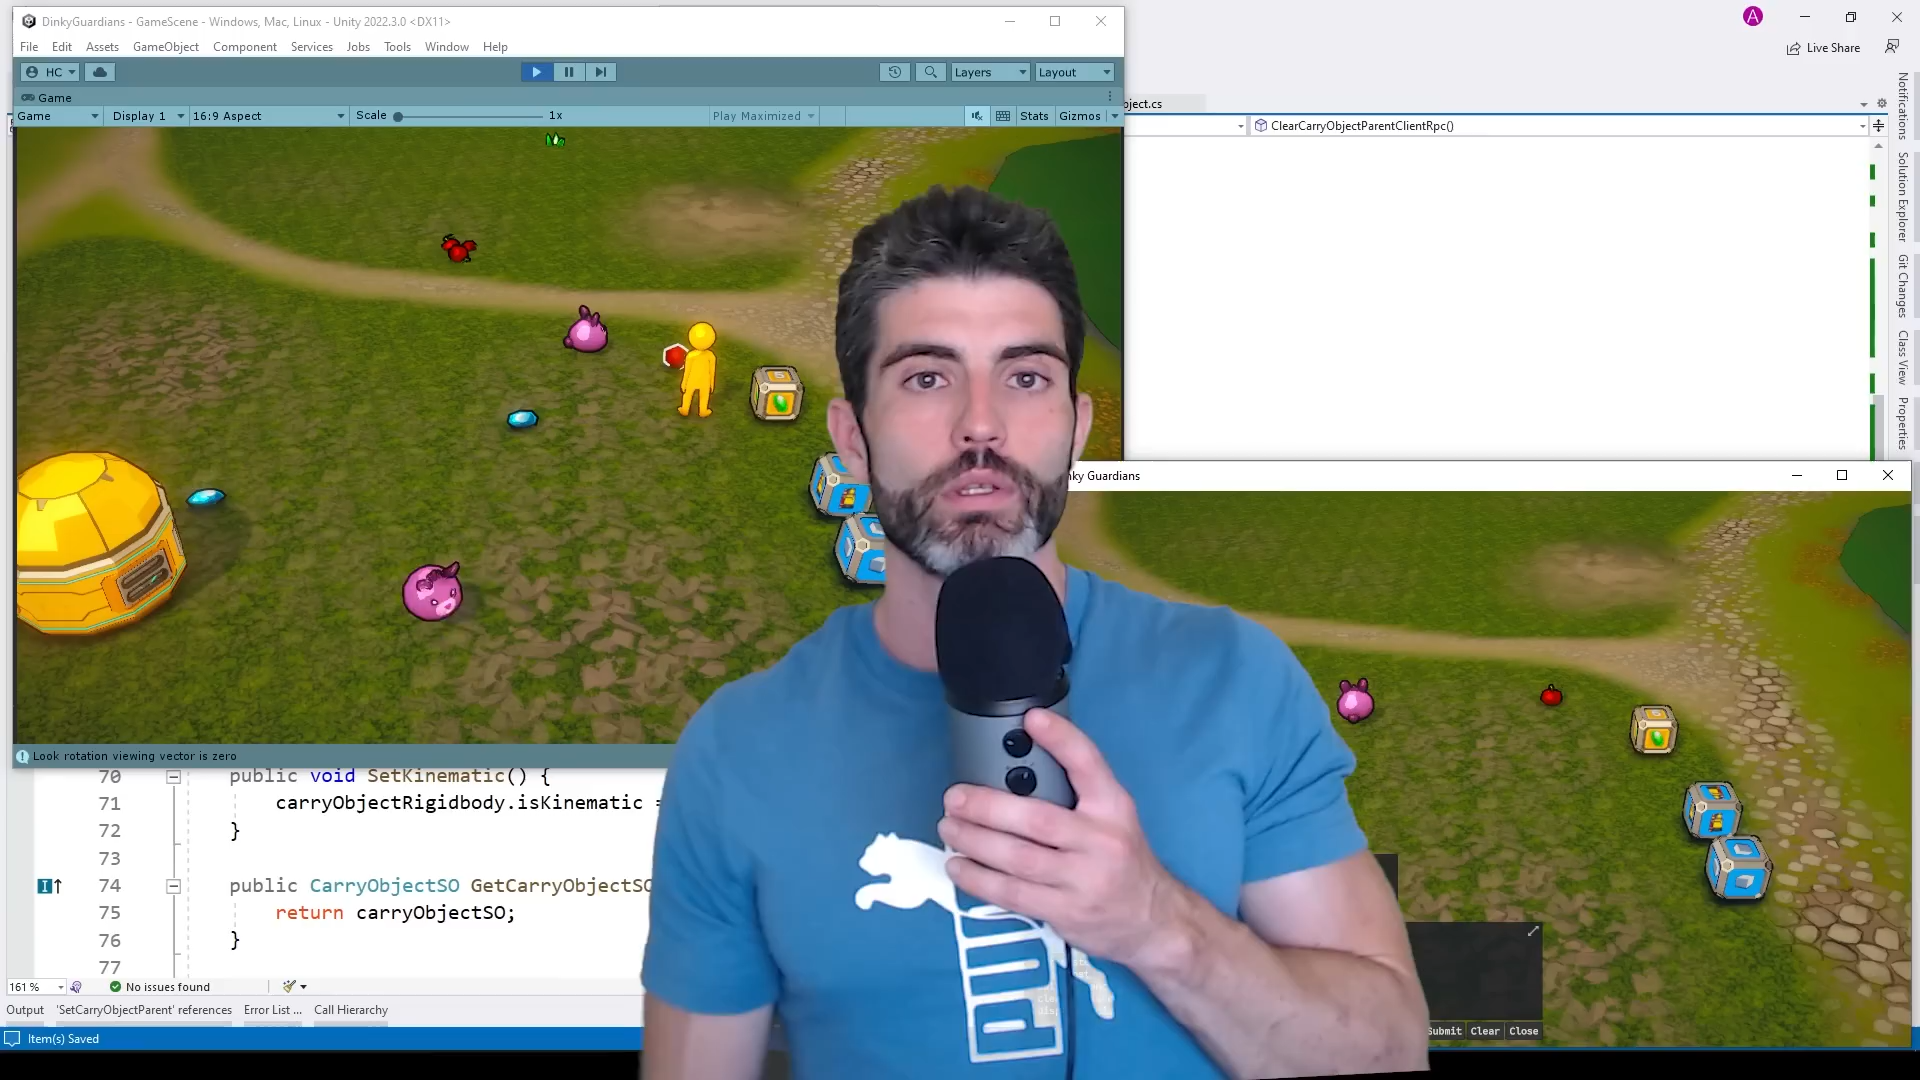 DinkyGuardians - GameScene - Windows, Mac, Linux - Unity 2022.3.0 <DX11>
File Edit Assets GameObject Component Services Jobs Tools Window Help
Live Share
HC Layers Layout
Game
bject.cs
Game Display 1 16:9 Aspect Scale 1x Play Maximized Stats Gizmos
ClearCarryObjectParentClientRpc()
Notifications
Solution Explorer
Git Changes
Class View
Properties
nky Guardians
Look rotation viewing vector is zero
70 public void SetKinematic() {
71 carryObjectRigidbody.isKinematic =
72 }
73
74 public CarryObjectSO GetCarryObjectSO
75 return carryObjectSO;
76 }
77
161 % No issues found
Output 'SetCarryObjectParent' references Error List ... Call Hierarchy
Submit Clear Close
Item(s) Saved